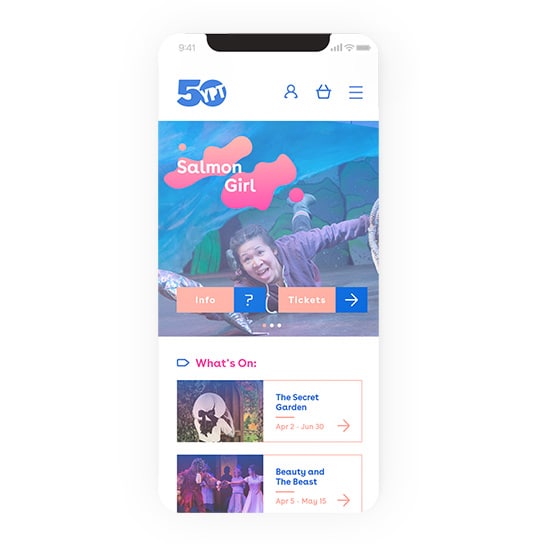 9:41
50 YPT
Salmon
Girl
Info ?
Tickets
What's On:
The Secret
Garden
Apr 2 - Jun 30
Beauty and
The Beast
Apr 5 - May 15